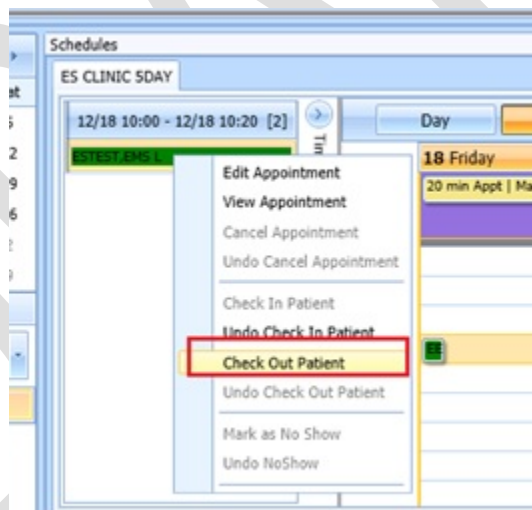 Schedules
ES CLINIC 5DAY
12/18 10:00 - 12/18 10:20 [2]
Day
18 Friday
20 min Appt | Ma
ESTEST,EMS L
Edit Appointment
View Appointment
Cancel Appointment
Undo Cancel Appointment
Check In Patient
Undo Check In Patient
Check Out Patient
Undo Check Out Patient
Mark as No Show
Undo NoShow
EE